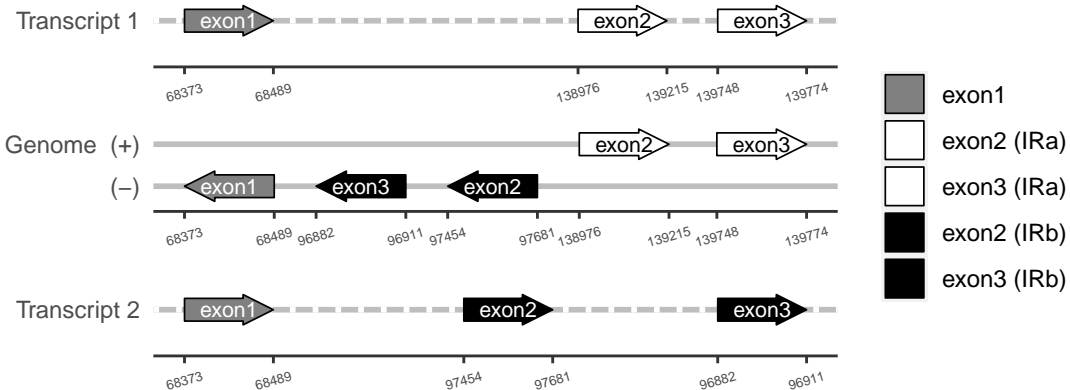 Transcript 1 exon1 exon2 exon3
68373 68489 138976 139215 139748 139774
exon1
Genome (+) exon2 exon3
exon2 (IRa)
(–) exon1 exon3 exon2
exon3 (IRa)
68373 68489 96882 96911 97454 97681 138976 139215 139748 139774
exon2 (IRb)
exon3 (IRb)
Transcript 2 exon1 exon2 exon3
68373 68489 97454 97681 96882 96911